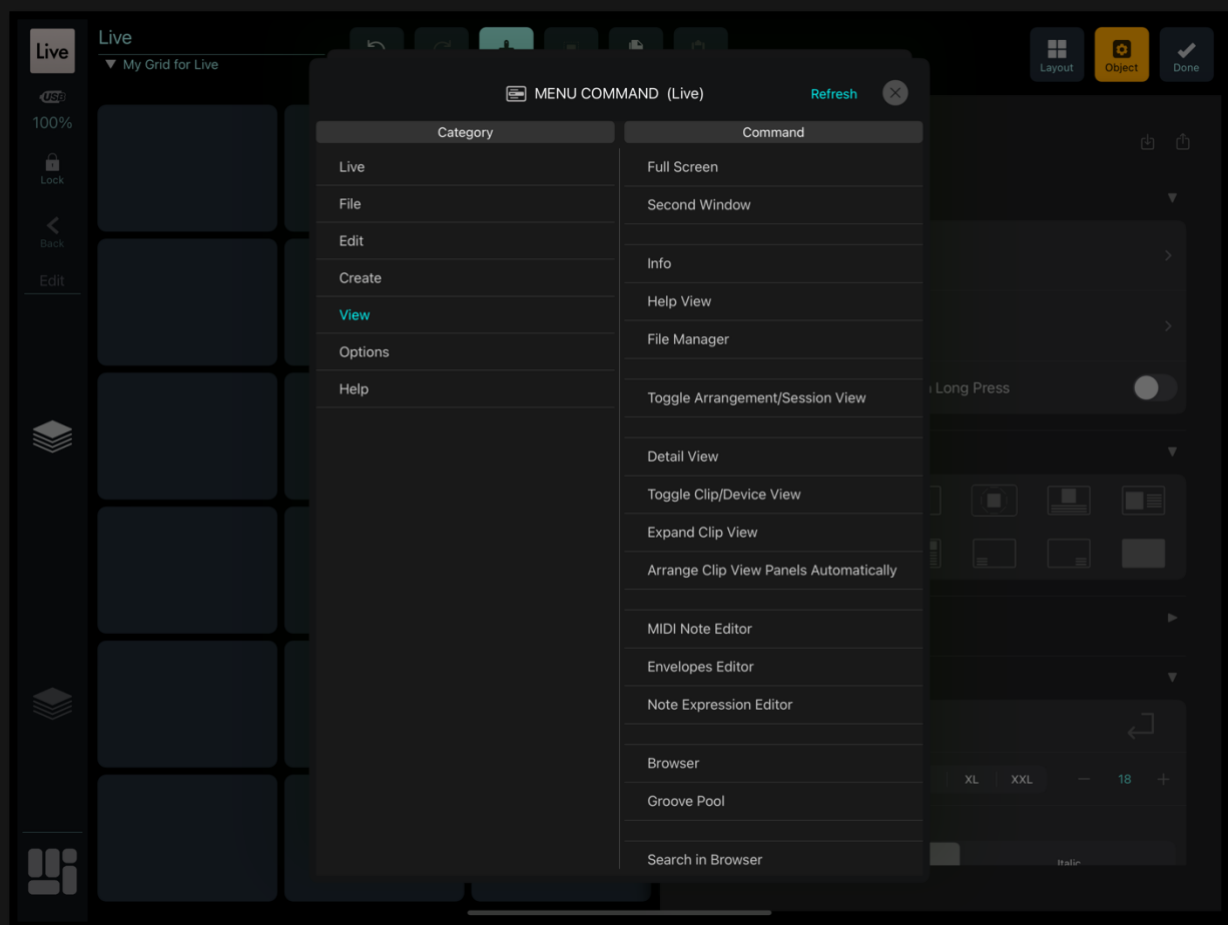 Live
Live
▼ My Grid for Live
Layout
Object
Done
USB
100%
Lock
Back
Edit
MENU COMMAND (Live)
Refresh
Category
Command
Live
File
Edit
Create
View
Options
Help
Full Screen
Second Window
Info
Help View
File Manager
Toggle Arrangement/Session View
Detail View
Toggle Clip/Device View
Expand Clip View
Arrange Clip View Panels Automatically
MIDI Note Editor
Envelopes Editor
Note Expression Editor
Browser
Groove Pool
Search in Browser
Long Press
XL
XXL
18
Italic